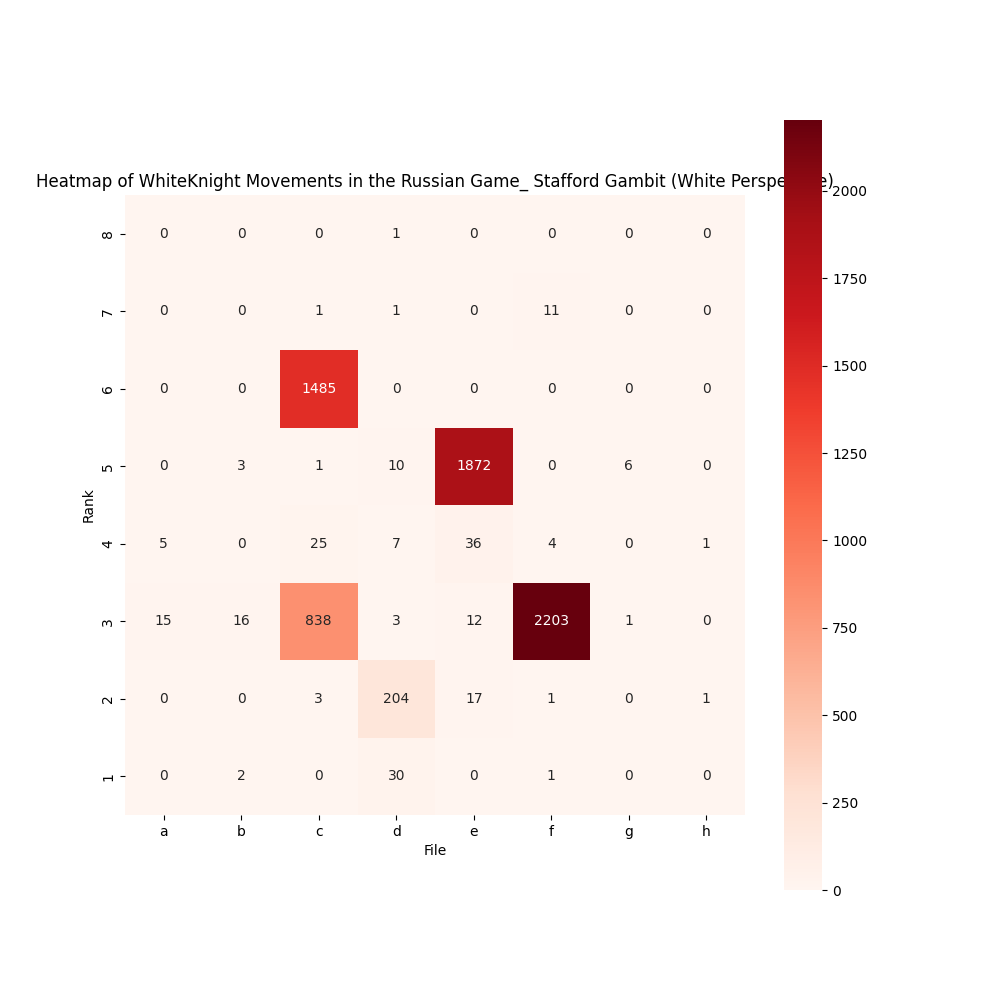 Heatmap of WhiteKnight Movements in the Russian Game_ Stafford Gambit (White Perspe e)
8 0 0 0 1 0 0 0 0
7 0 0 1 1 0 11 0 0
6 0 0 1485 0 0 0 0 0
5 0 3 1 10 1872 0 6 0
4 5 0 25 7 36 4 0 1
3 15 16 838 3 12 2203 1 0
2 0 0 3 204 17 1 0 1
1 0 2 0 30 0 1 0 0
a b c d e f g h
File
Rank
2000
1750
1500
1250
1000
750
500
250
0